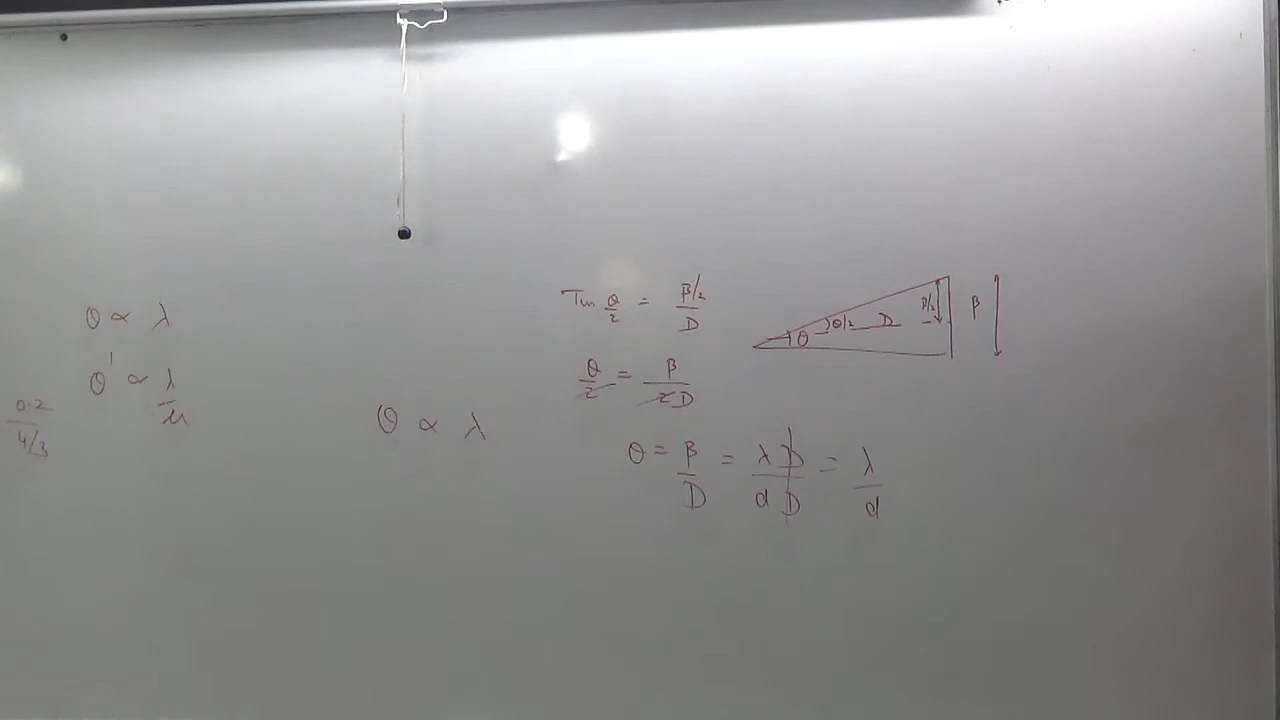 θ ∝ λ
θ' ∝ λ/μ
0.2
4/3
θ ∝ λ
Tan θ/2 = β/2 / D
θ/2 = β/2D
θ = β/D = λD/dD = λ/d
θ
θ/2
D
β/2
β